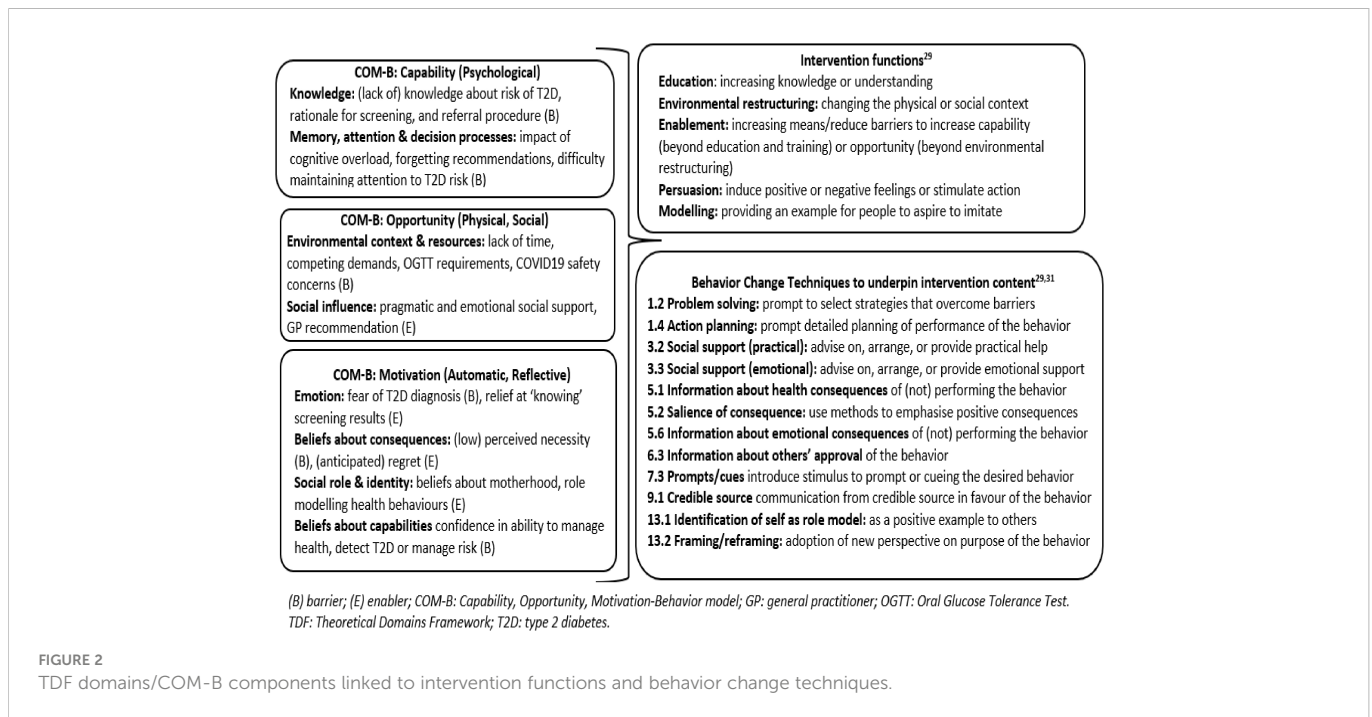 COM-B: Capability (Psychological)
Knowledge: (lack of) knowledge about risk of T2D,
rationale for screening, and referral procedure (B)
Memory, attention & decision processes: impact of
cognitive overload, forgetting recommendations, difficulty
maintaining attention to T2D risk (B)
COM-B: Opportunity (Physical, Social)
Environmental context & resources: lack of time,
competing demands, OGTT requirements, COVID19 safety
concerns (B)
Social influence: pragmatic and emotional social support,
GP recommendation (E)
COM-B: Motivation (Automatic, Reflective)
Emotion: fear of T2D diagnosis (B), relief at ‘knowing’
screening results (E)
Beliefs about consequences: (low) perceived necessity
(B), (anticipated) regret (E)
Social role & identity: beliefs about motherhood, role
modelling health behaviours (E)
Beliefs about capabilities confidence in ability to manage
health, detect T2D or manage risk (B)
Intervention functions29
Education: increasing knowledge or understanding
Environmental restructuring: changing the physical or social context
Enablement: increasing means/reduce barriers to increase capability
(beyond education and training) or opportunity (beyond environmental
restructuring)
Persuasion: induce positive or negative feelings or stimulate action
Modelling: providing an example for people to aspire to imitate
Behavior Change Techniques to underpin intervention content29,31
1.2 Problem solving: prompt to select strategies that overcome barriers
1.4 Action planning: prompt detailed planning of performance of the behavior
3.2 Social support (practical): advise on, arrange, or provide practical help
3.3 Social support (emotional): advise on, arrange, or provide emotional support
5.1 Information about health consequences of (not) performing the behavior
5.2 Salience of consequence: use methods to emphasise positive consequences
5.6 Information about emotional consequences of (not) performing the behavior
6.3 Information about others’ approval of the behavior
7.3 Prompts/cues introduce stimulus to prompt or cueing the desired behavior
9.1 Credible source communication from credible source in favour of the behavior
13.1 Identification of self as role model: as a positive example to others
13.2 Framing/reframing: adoption of new perspective on purpose of the behavior
(B) barrier; (E) enabler; COM-B: Capability, Opportunity, Motivation-Behavior model; GP: general practitioner; OGTT: Oral Glucose Tolerance Test.
TDF: Theoretical Domains Framework; T2D: type 2 diabetes.
FIGURE 2
TDF domains/COM-B components linked to intervention functions and behavior change techniques.